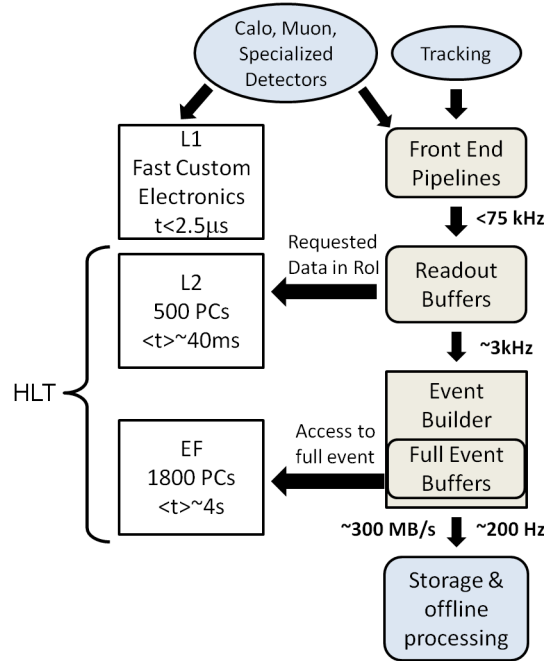 Calo, Muon,
Specialized
Detectors
Tracking
L1
Fast Custom
Electronics
t<2.5μs
Front End
Pipelines
<75 kHz
Requested
Data in RoI
L2
500 PCs
<t>~40ms
Readout
Buffers
~3kHz
HLT
Event
Builder
Full Event
Buffers
Access to
full event
EF
1800 PCs
<t>~4s
~300 MB/s
~200 Hz
Storage &
offline
processing